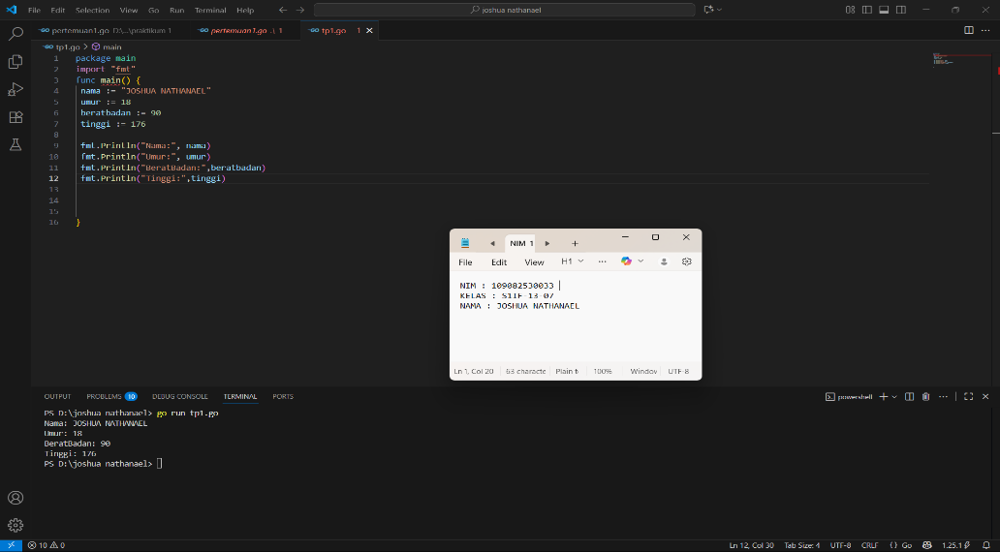 File Edit Selection View Go Run Terminal Help
joshua nathanael
pertemuan1.go D:\...\praktikum 1
pertemuan1.go ..\ 1
tp1.go 1
tp1.go > main
1 package main
2 import "fmt"
3 func main() {
4 nama := "JOSHUA NATHANAEL"
5 umur := 18
6 beratbadan := 90
7 tinggi := 176
8
9 fmt.Println("Nama:", nama)
10 fmt.Println("Umur:", umur)
11 fmt.Println("BeratBadan:",beratbadan)
12 fmt.Println("Tinggi:",tinggi)
13
14
15
16 }
NIM 1
File Edit View H1
NIM : 109082530033
KELAS : S1IF-13-07
NAMA : JOSHUA NATHANAEL
Ln 1, Col 20 63 characte Plain t 100% Window UTF-8
OUTPUT PROBLEMS 10 DEBUG CONSOLE TERMINAL PORTS
powershell
PS D:\joshua nathanael> go run tp1.go
Nama: JOSHUA NATHANAEL
Umur: 18
BeratBadan: 90
Tinggi: 176
PS D:\joshua nathanael>
10 0
Ln 12, Col 30 Tab Size: 4 UTF-8 CRLF {} Go 1.25.1